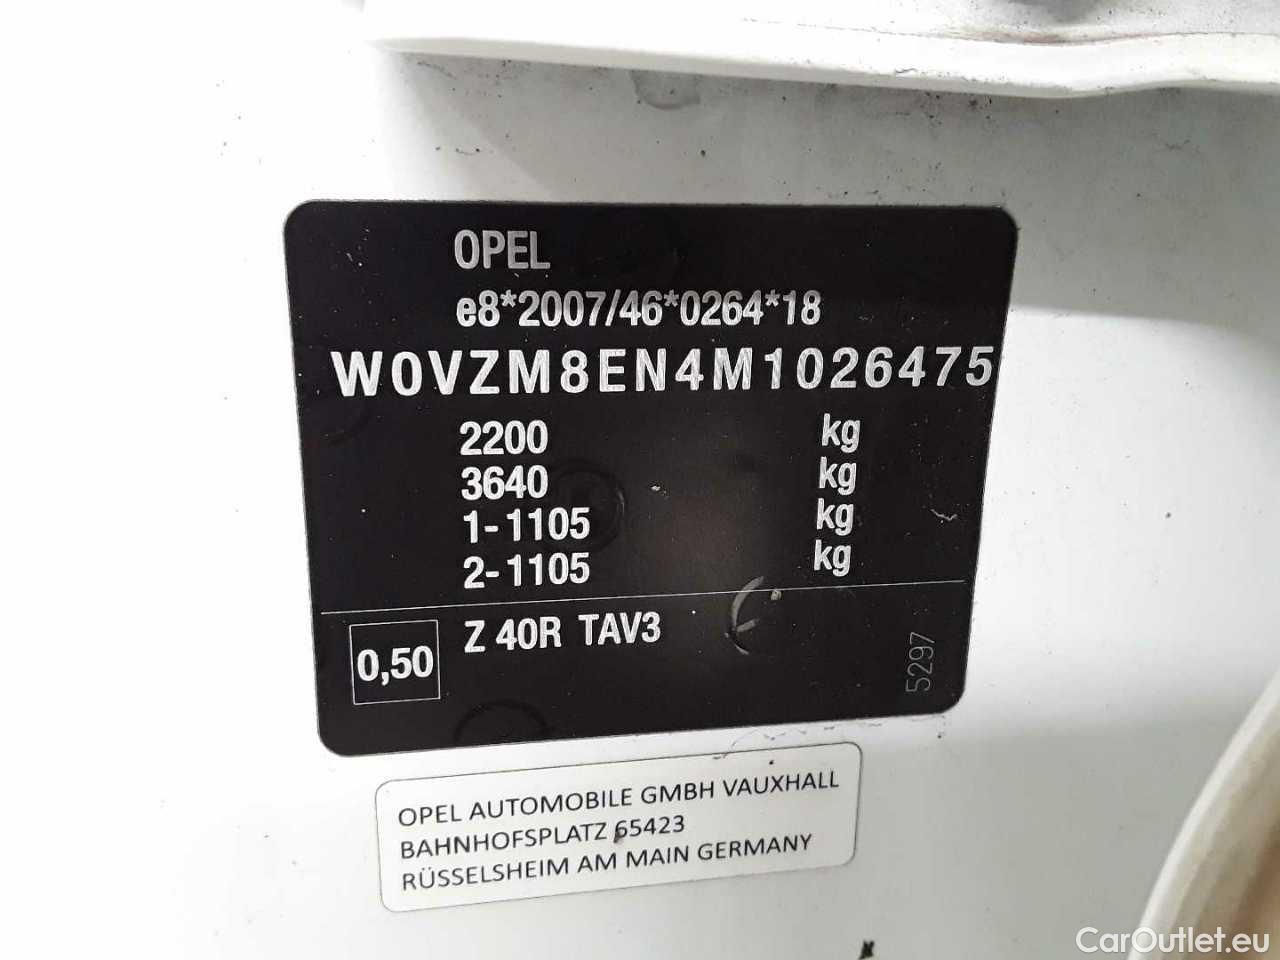 OPEL
e8*2007/46*0264*18
W0VZM8EN4M1026475
2200 kg
3640 kg
1-1105 kg
2-1105 kg
0,50 Z 40R TAV3
5297
OPEL AUTOMOBILE GMBH VAUXHALL
BAHNHOFSPLATZ 65423
RÜSSELSHEIM AM MAIN GERMANY
CarOutlet.eu